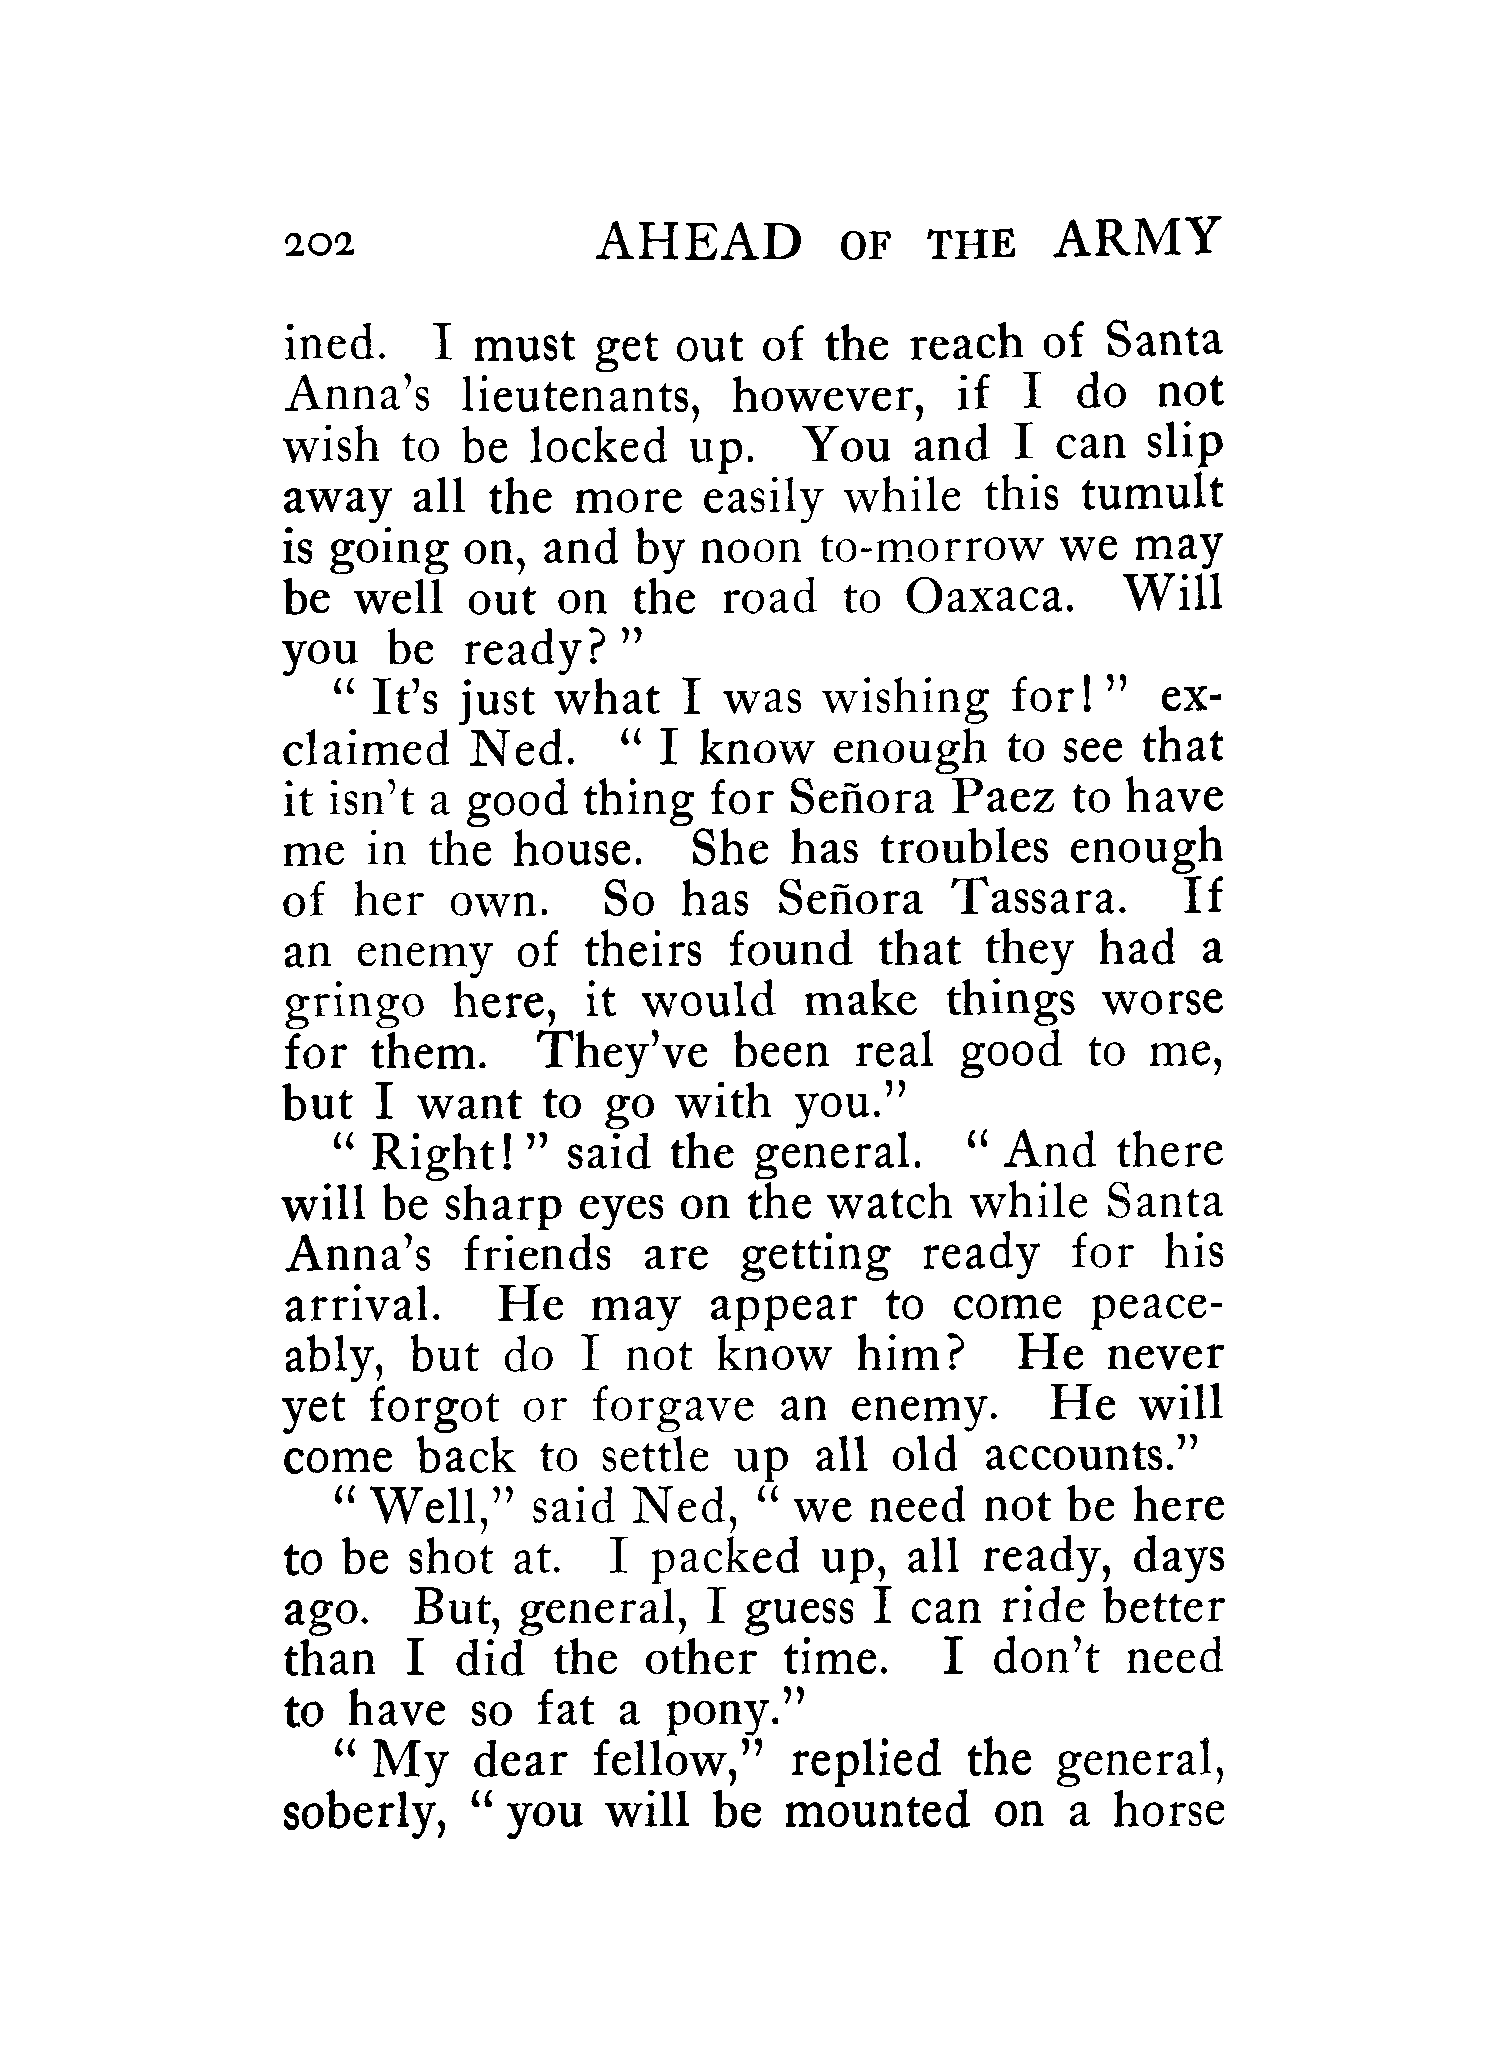 202 AHEAD OF THE ARMY
ined. I must get out of the reach of Santa
Anna's lieutenants, however, if I do not
wish to be locked up. You and I can slip
away all the more easily while this tumult
is going on, and by noon to-morrow we may
be well out on the road to Oaxaca. Will
you be ready?"
"It's just what I was wishing for!" ex-
claimed Ned. "I know enough to see that
it isn't a good thing for Señora Paez to have
me in the house. She has troubles enough
of her own. So has Señora Tassara. If
an enemy of theirs found that they had a
gringo here, it would make things worse
for them. They've been real good to me,
but I want to go with you."
"Right!" said the general. "And there
will be sharp eyes on the watch while Santa
Anna's friends are getting ready for his
arrival. He may appear to come peace-
ably, but do I not know him? He never
yet forgot or forgave an enemy. He will
come back to settle up all old accounts."
"Well," said Ned, "we need not be here
to be shot at. I packed up, all ready, days
ago. But, general, I guess I can ride better
than I did the other time. I don't need
to have so fat a pony."
"My dear fellow," replied the general,
soberly, "you will be mounted on a horse